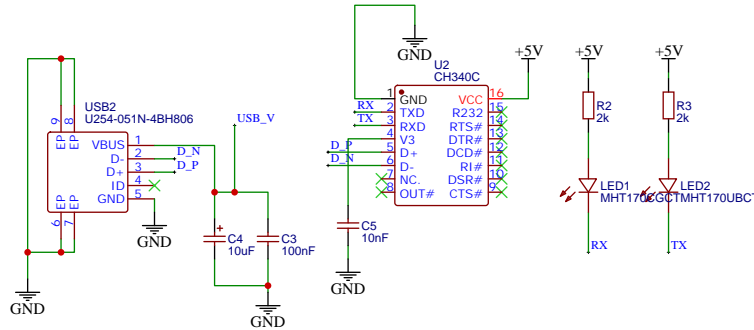 GND
+5V
+5V
+5V
U2
CH340C
USB2
U254-051N-4BH806
9
8
EP
EP
VBUS
D-
D+
ID
GND
1
2
3
4
5
D_N
D_P
EP
EP
6
7
GND
GND
USB_V
C4
10uF
C3
100nF
GND
RX
TX
D_P
D_N
1
2
3
4
5
6
7
8
GND
TXD
RXD
V3
D+
D-
NC.
OUT#
VCC
R232
RTS#
DTR#
DCD#
RI#
DSR#
CTS#
16
15
14
13
12
11
10
9
C5
10nF
GND
R2
2k
R3
2k
LED1
LED2
MHT170UBCT
RX
TX